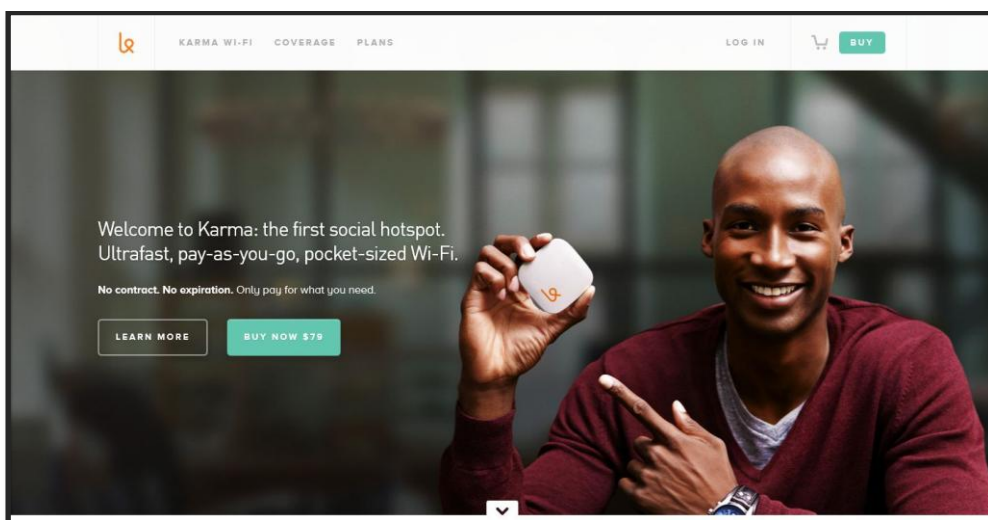 KARMA WI-FI COVERAGE PLANS LOG IN BUY
Welcome to Karma: the first social hotspot.
Ultrafast, pay-as-you-go, pocket-sized Wi-Fi.
No contract. No expiration. Only pay for what you need.
LEARN MORE BUY NOW $79